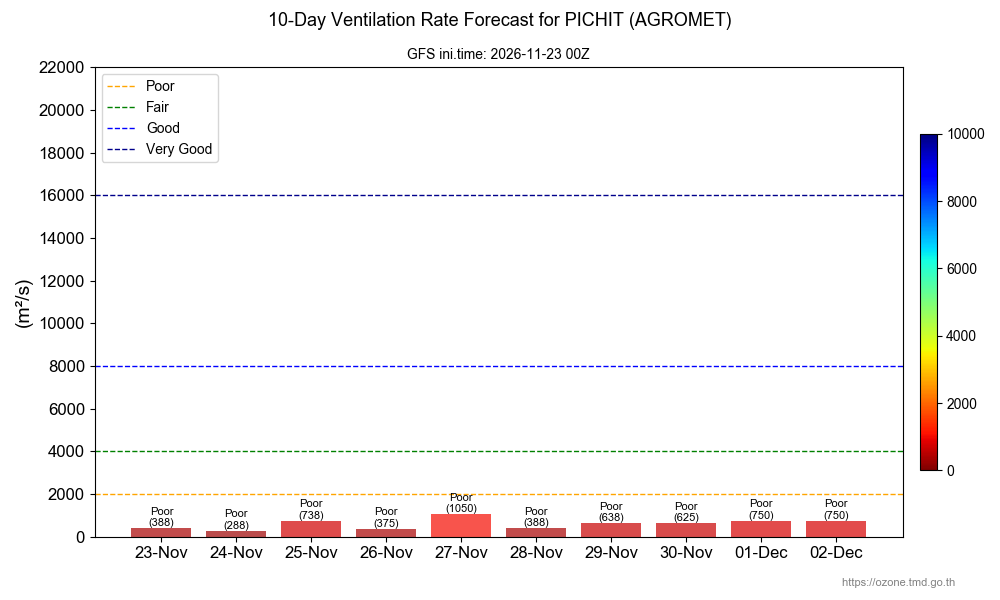 10-Day Ventilation Rate Forecast for PICHIT (AGROMET)
GFS ini.time: 2026-11-23 00Z
(m²/s)
22000
20000
18000
16000
14000
12000
10000
8000
6000
4000
2000
0
Poor
Fair
Good
Very Good
Poor
(388)
Poor
(288)
Poor
(738)
Poor
(375)
Poor
(1050)
Poor
(388)
Poor
(638)
Poor
(625)
Poor
(750)
Poor
(750)
23-Nov
24-Nov
25-Nov
26-Nov
27-Nov
28-Nov
29-Nov
30-Nov
01-Dec
02-Dec
10000
8000
6000
4000
2000
0
https://ozone.tmd.go.th